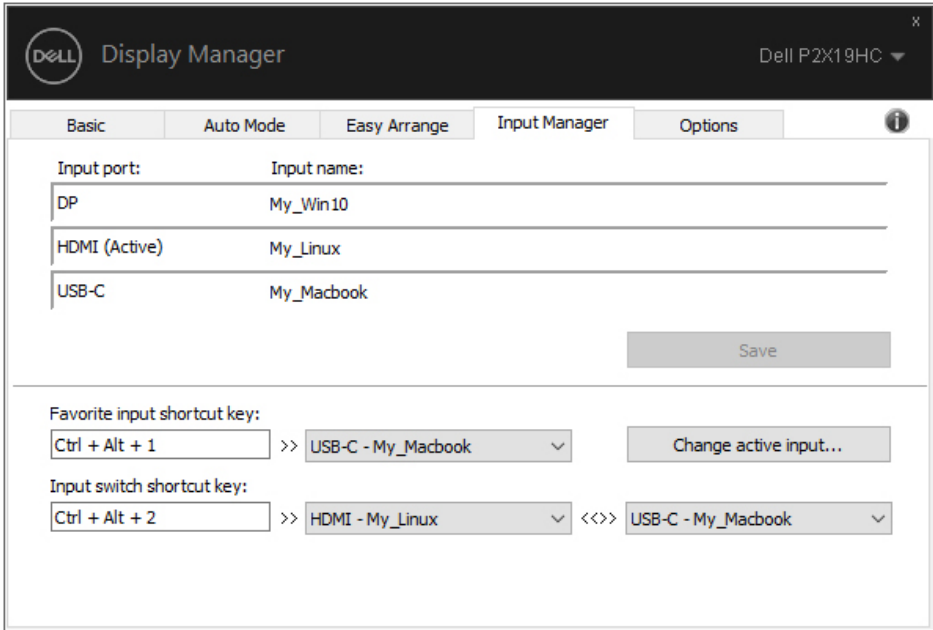 x
DELL Display Manager Dell P2X19HC
Basic Auto Mode Easy Arrange Input Manager Options
Input port: Input name:
DP My_Win10
HDMI (Active) My_Linux
USB-C My_Macbook
Save
Favorite input shortcut key:
Ctrl + Alt + 1 >> USB-C - My_Macbook Change active input...
Input switch shortcut key:
Ctrl + Alt + 2 >> HDMI - My_Linux <<>> USB-C - My_Macbook